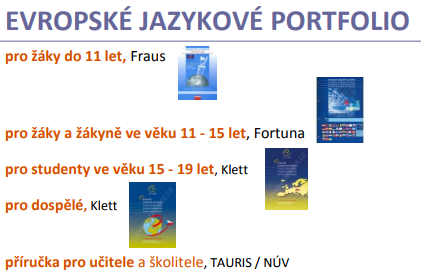 EVROPSKÉ JAZYKOVÉ PORTFOLIO
pro žáky do 11 let, Fraus
pro žáky a žákyně ve věku 11 - 15 let, Fortuna
pro studenty ve věku 15 - 19 let, Klett
pro dospělé, Klett
příručka pro učitele a školitele, TAURIS / NÚV